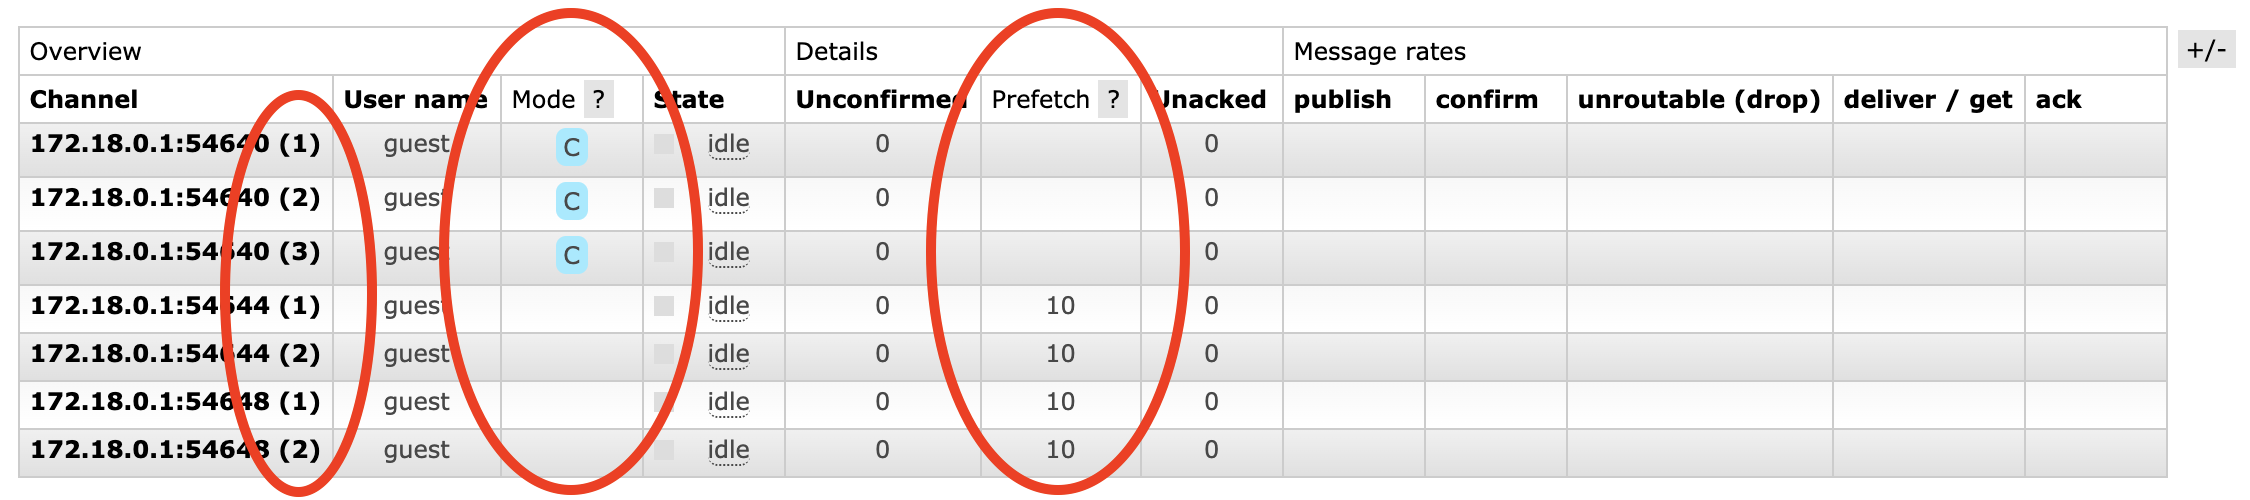 Overview Details Message rates +/-
Channel User name Mode ? State Unconfirmed Prefetch ? Unacked publish confirm unroutable (drop) deliver / get ack
172.18.0.1:54640 (1) guest C idle 0 0
172.18.0.1:54640 (2) guest C idle 0 0
172.18.0.1:54640 (3) guest C idle 0 0
172.18.0.1:54644 (1) guest idle 0 10 0
172.18.0.1:54644 (2) guest idle 0 10 0
172.18.0.1:54648 (1) guest idle 0 10 0
172.18.0.1:54648 (2) guest idle 0 10 0